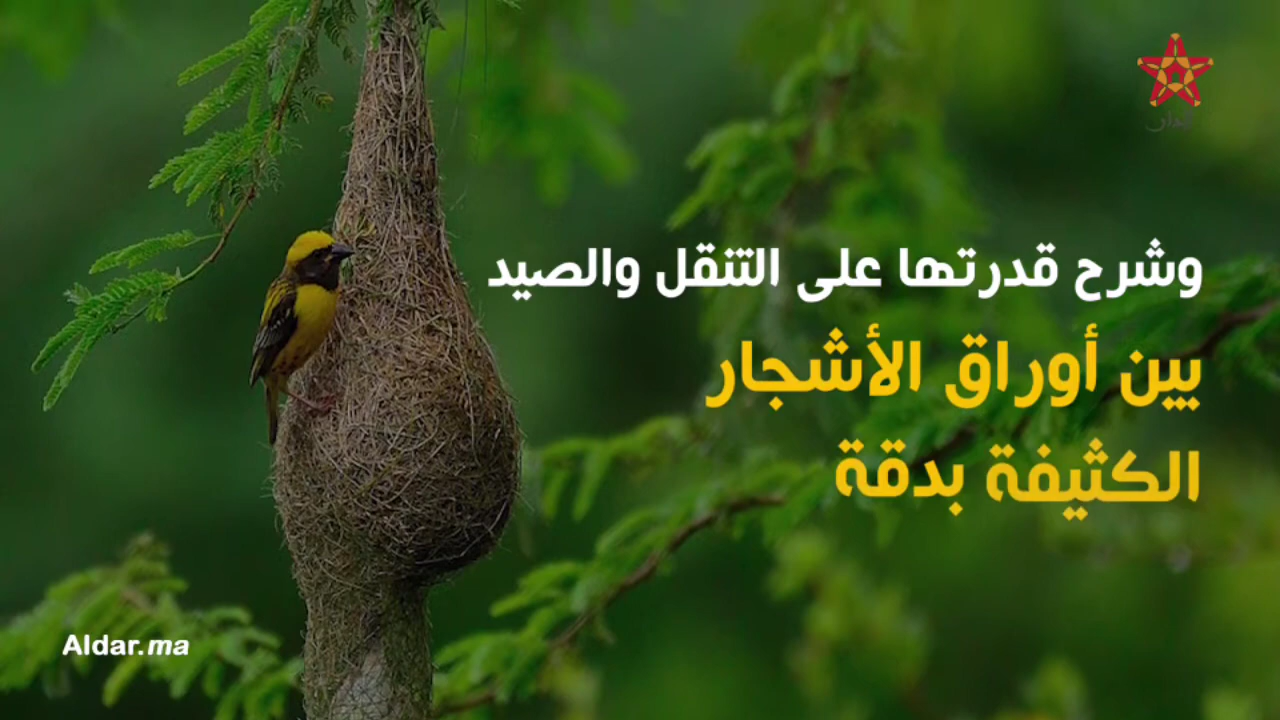 وشرح قدرتها على التنقل والصيد
بين أوراق الأشجار
الكثيفة بدقة
Aldar.ma